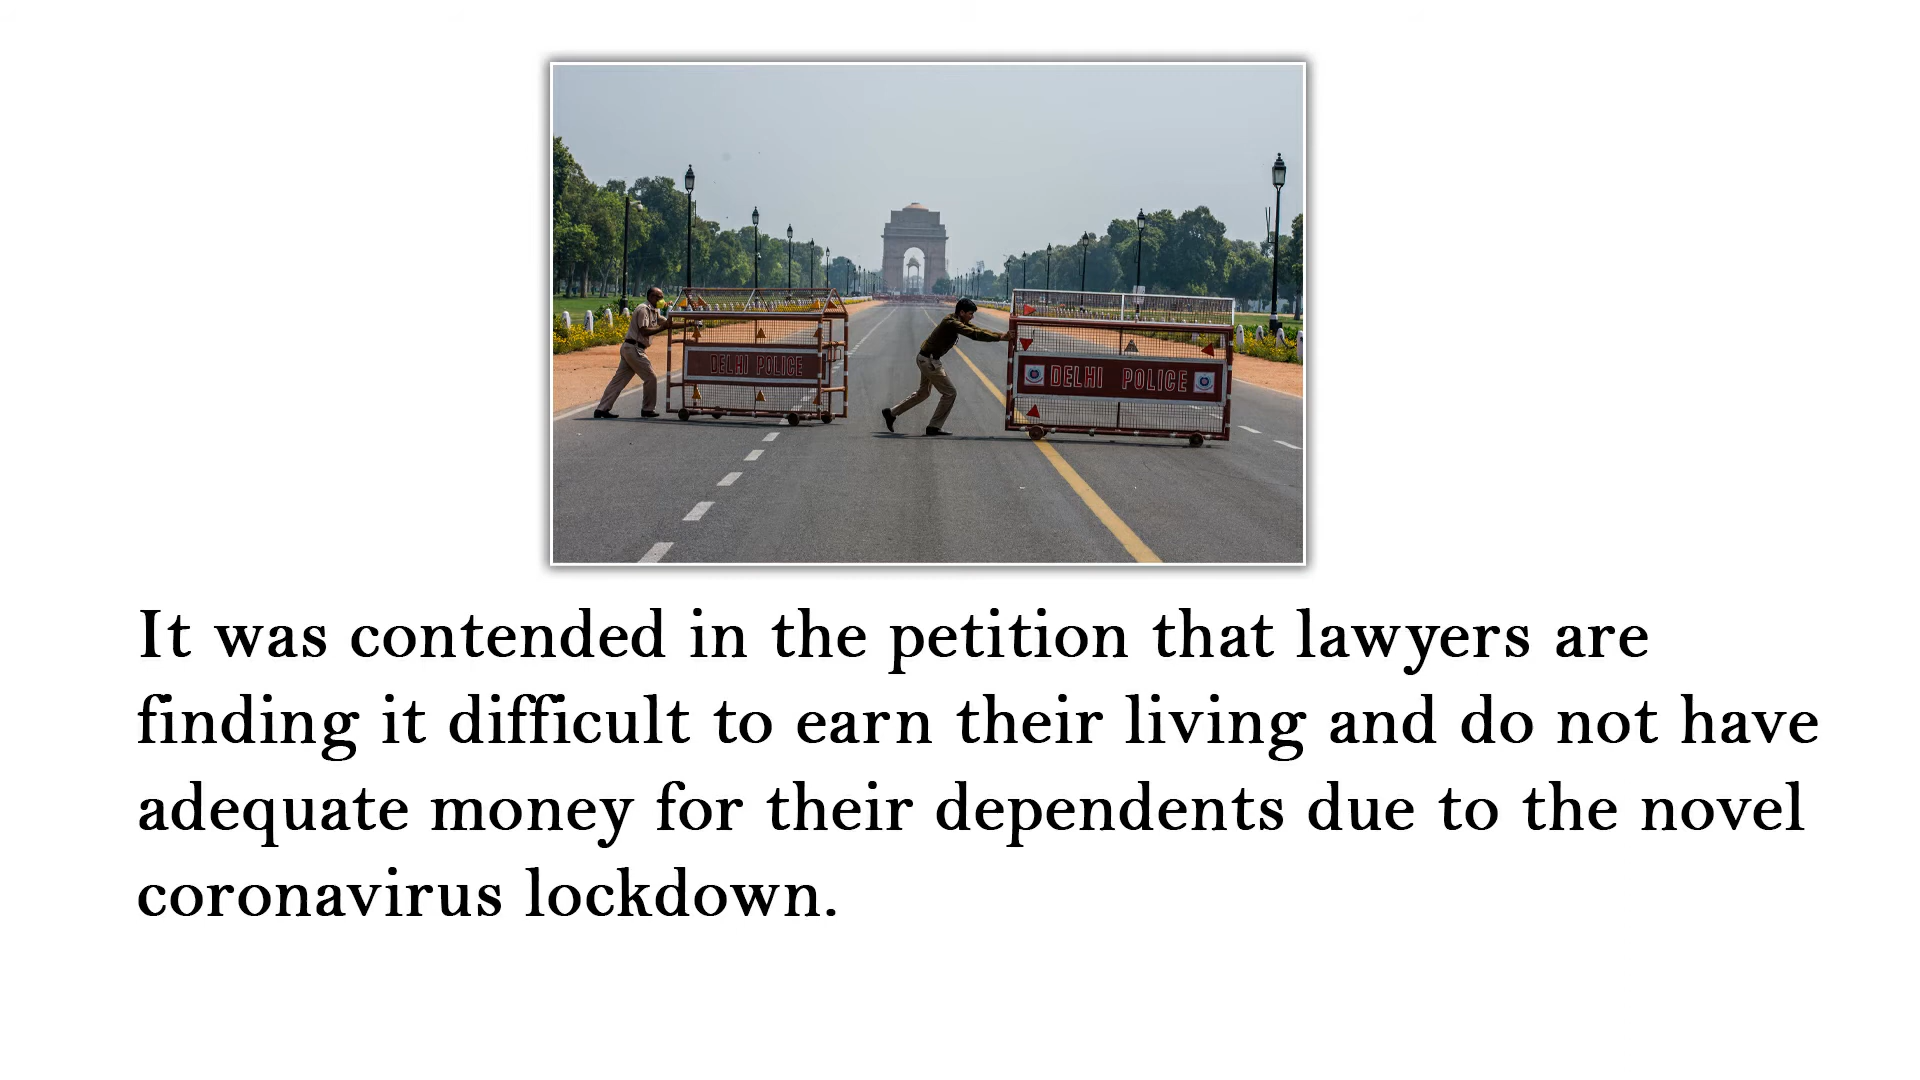 DELHI POLICE
DELHI POLICE
It was contended in the petition that lawyers are
finding it difficult to earn their living and do not have
adequate money for their dependents due to the novel
coronavirus lockdown.